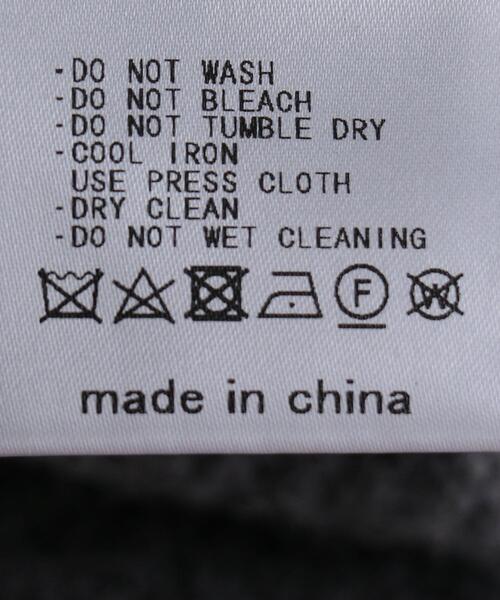 -DO NOT WASH
-DO NOT BLEACH
-DO NOT TUMBLE DRY
-COOL IRON
USE PRESS CLOTH
-DRY CLEAN
-DO NOT WET CLEANING
F W
made in china